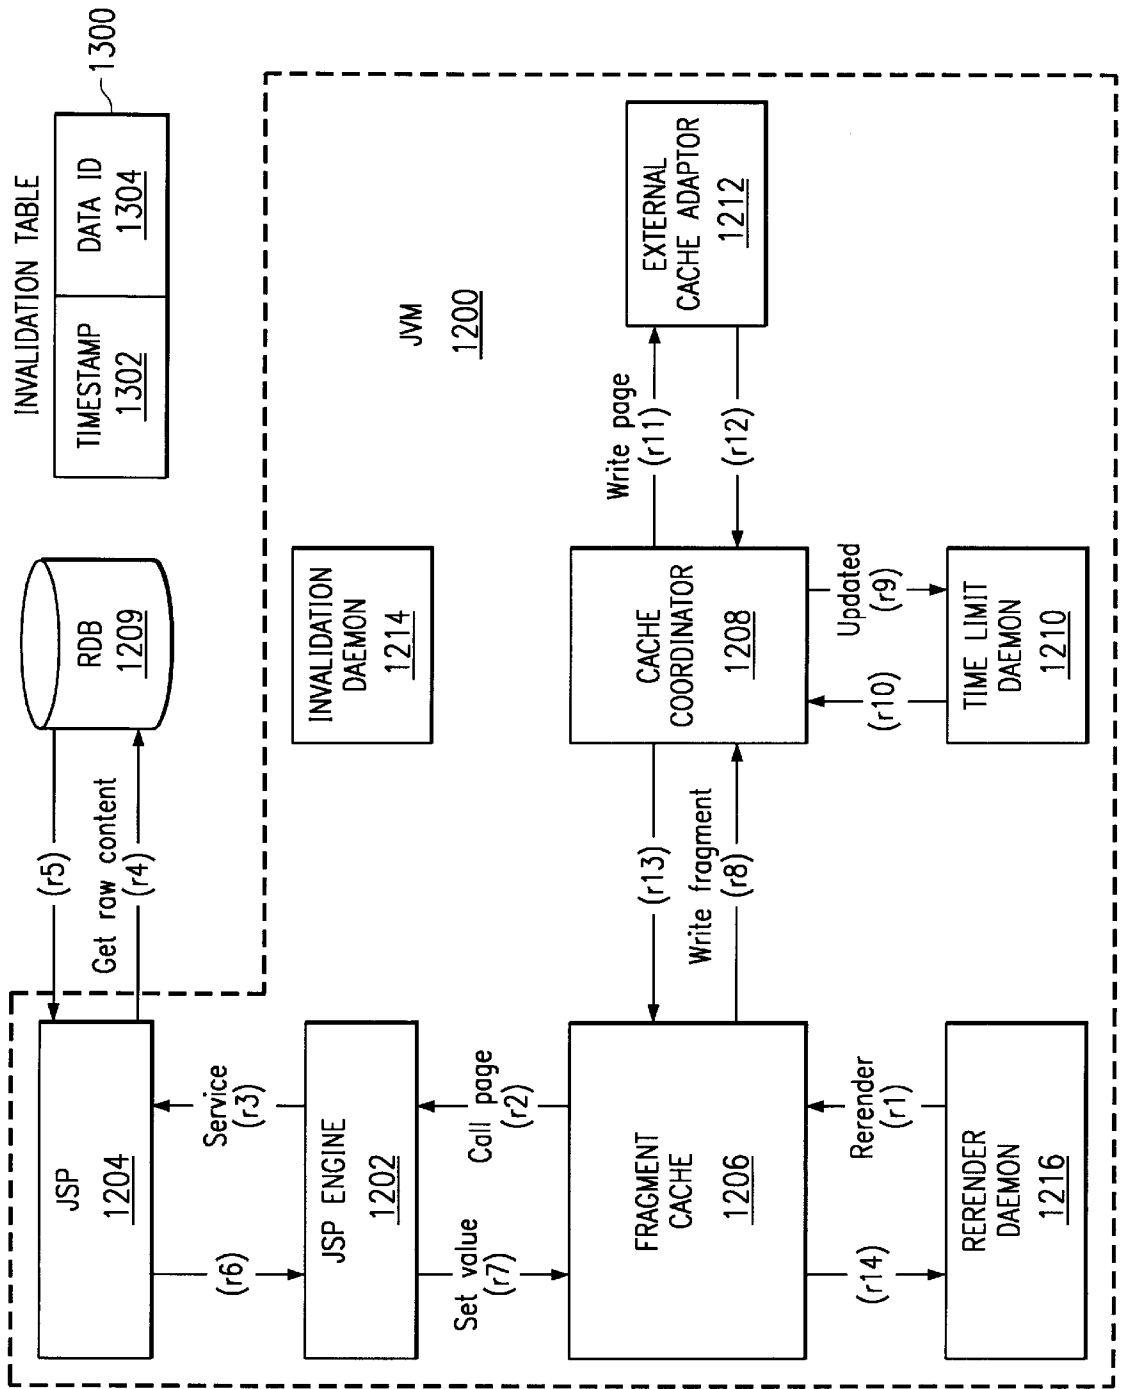 INVALIDATION TABLE
TIMESTAMP
1302
DATA ID
1304
1300
RDB
1209
(r5)
Get raw content
(r4)
JSP
1204
Service
(r3)
(r6)
JSP ENGINE
1202
Call page
(r2)
Set value
(r7)
FRAGMENT
CACHE
1206
Rerender
(r1)
(r14)
RERENDER
DAEMON
1216
INVALIDATION
DAEMON
1214
JVM
1200
(r13)
Write fragment
(r8)
CACHE
COORDINATOR
1208
Write page
(r11)
(r12)
EXTERNAL
CACHE ADAPTOR
1212
Updated
(r9)
(r10)
TIME LIMIT
DAEMON
1210